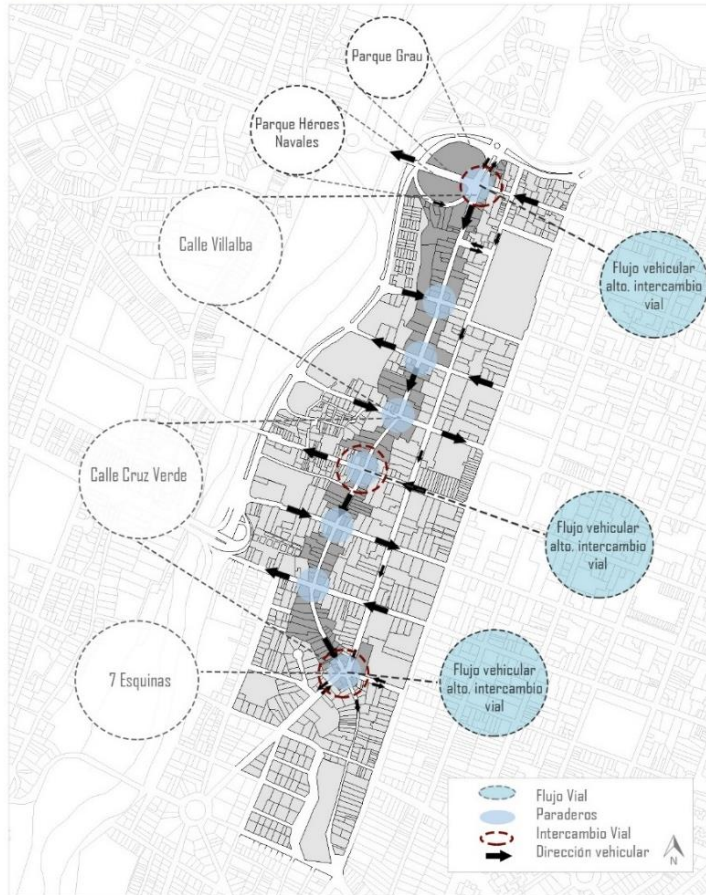 Parque Grau
Parque Héroes
Navales
Calle Villalba
Flujo vehicular
alto, intercambio
vial
Calle Cruz Verde
Flujo vehicular
alto, intercambio
vial
7 Esquinas
Flujo vehicular
alto, intercambio
vial
Flujo Vial
Paraderos
Intercambio Vial
Dirección vehicular
N